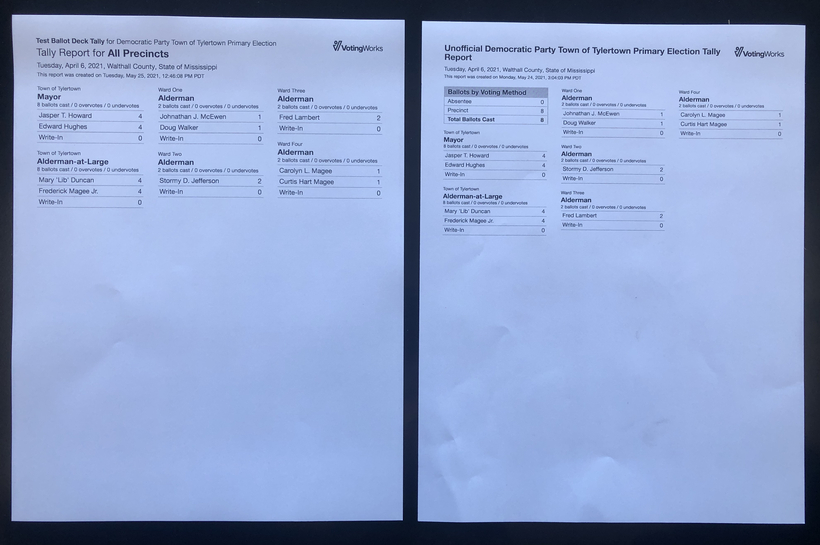 Test Ballot Deck Tally for Democratic Party Town of Tylertown Primary Election
Tally Report for All Precincts
Tuesday, April 6, 2021, Walthall County, State of Mississippi
This report was created on Tuesday, May 25, 2021, 12:46:08 PM PDT
VotingWorks
Town of Tylertown
Mayor
8 ballots cast / 0 overvotes / 0 undervotes
Jasper T. Howard 4
Edward Hughes 4
Write-In 0
Town of Tylertown
Alderman-at-Large
8 ballots cast / 0 overvotes / 0 undervotes
Mary 'Lib' Duncan 4
Frederick Magee Jr. 4
Write-In 0
Ward One
Alderman
2 ballots cast / 0 overvotes / 0 undervotes
Johnathan J. McEwen 1
Doug Walker 1
Write-In 0
Ward Two
Alderman
2 ballots cast / 0 overvotes / 0 undervotes
Stormy D. Jefferson 2
Write-In 0
Ward Three
Alderman
2 ballots cast / 0 overvotes / 0 undervotes
Fred Lambert 2
Write-In 0
Ward Four
Alderman
2 ballots cast / 0 overvotes / 0 undervotes
Carolyn L. Magee 1
Curtis Hart Magee 1
Write-In 0
Unofficial Democratic Party Town of Tylertown Primary Election Tally
Report
Tuesday, April 6, 2021, Walthall County, State of Mississippi
This report was created on Monday, May 24, 2021, 3:04:03 PM PDT
VotingWorks
Ballots by Voting Method
Absentee 0
Precinct 8
Total Ballots Cast 8
Town of Tylertown
Mayor
8 ballots cast / 0 overvotes / 0 undervotes
Jasper T. Howard 4
Edward Hughes 4
Write-In 0
Town of Tylertown
Alderman-at-Large
8 ballots cast / 0 overvotes / 0 undervotes
Mary 'Lib' Duncan 4
Frederick Magee Jr. 4
Write-In 0
Ward One
Alderman
2 ballots cast / 0 overvotes / 0 undervotes
Johnathan J. McEwen 1
Doug Walker 1
Write-In 0
Ward Two
Alderman
2 ballots cast / 0 overvotes / 0 undervotes
Stormy D. Jefferson 2
Write-In 0
Ward Three
Alderman
2 ballots cast / 0 overvotes / 0 undervotes
Fred Lambert 2
Write-In 0
Ward Four
Alderman
2 ballots cast / 0 overvotes / 0 undervotes
Carolyn L. Magee 1
Curtis Hart Magee 1
Write-In 0